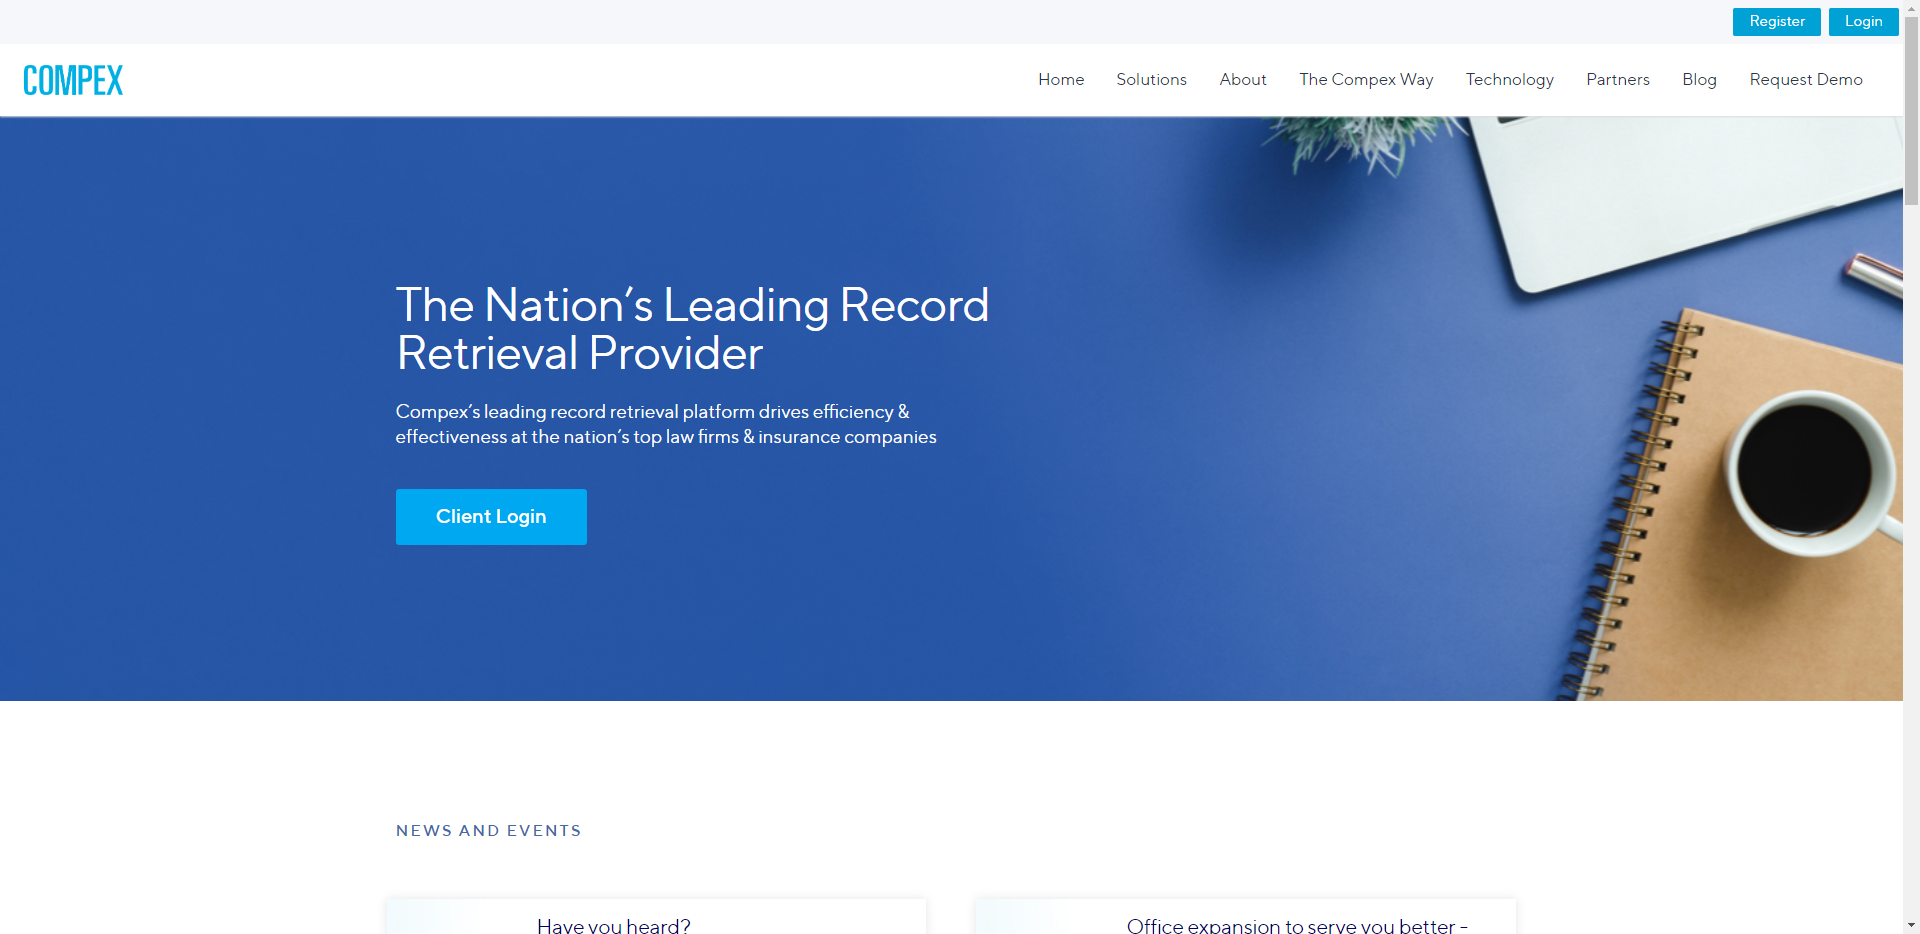 Register Login
COMPEX
Home Solutions About The Compex Way Technology Partners Blog Request Demo
The Nation’s Leading Record
Retrieval Provider
Compex’s leading record retrieval platform drives efficiency &
effectiveness at the nation’s top law firms & insurance companies
Client Login
NEWS AND EVENTS
Have you heard?
Office expansion to serve you better –